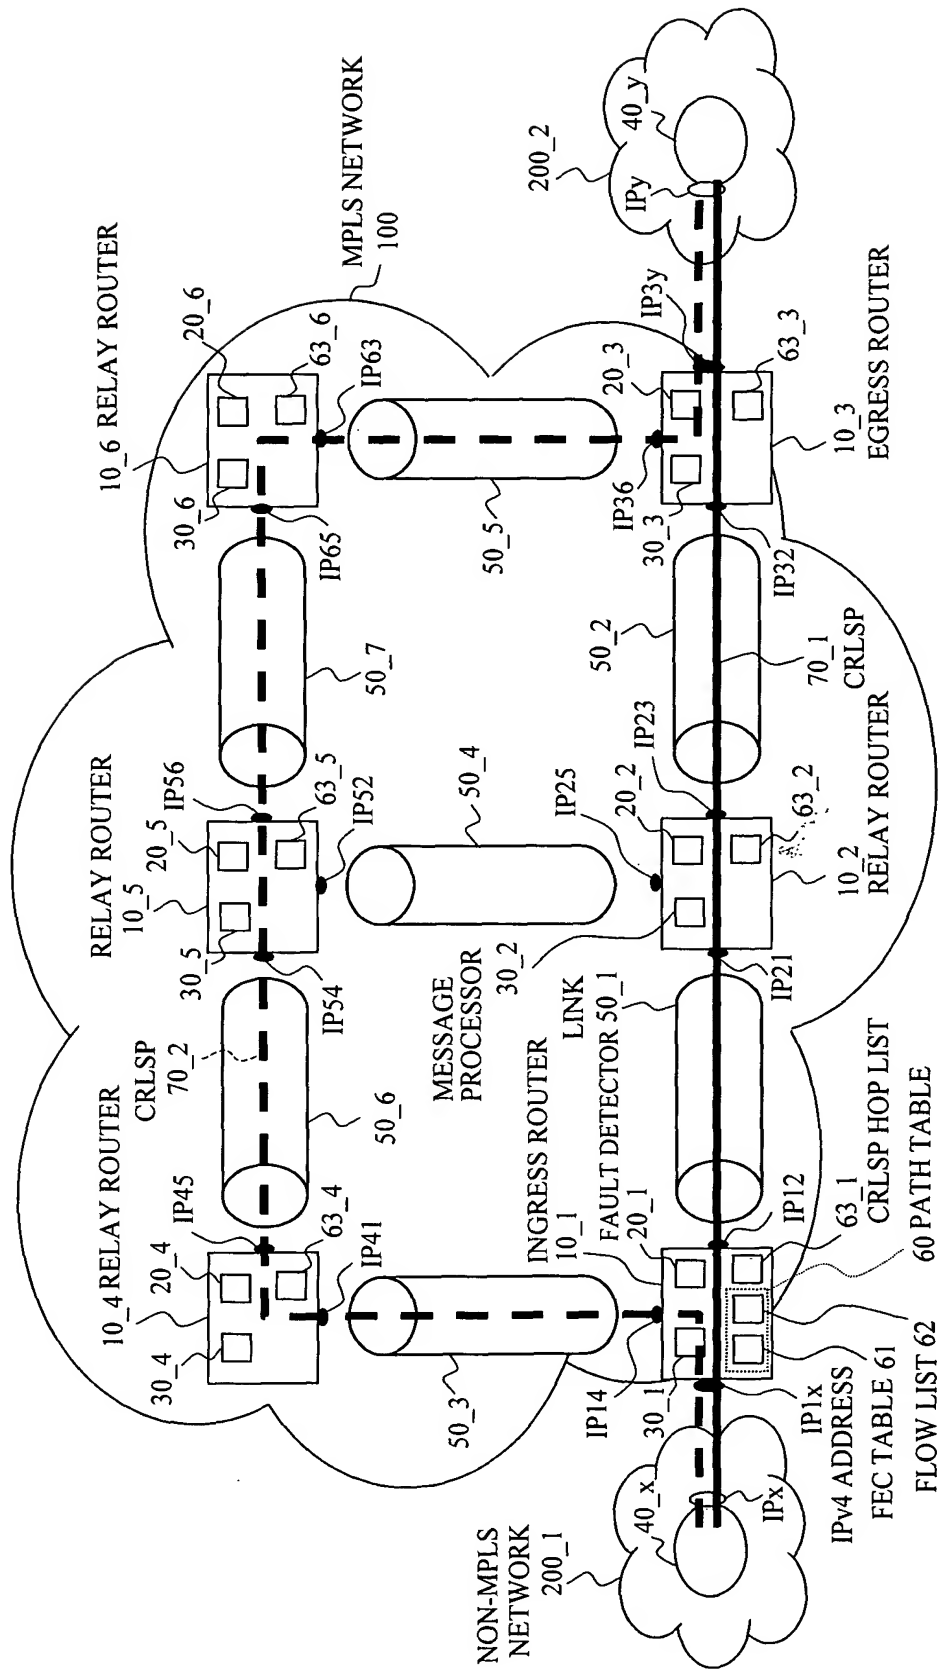 NON-MPLS
NETWORK
200_1
40_x
IPx
IP1x
IPv4 ADDRESS
FEC TABLE 61
FLOW LIST 62
60 PATH TABLE
63_1
CRLSP HOP LIST
IP12
INGRESS ROUTER
10_1
FAULT DETECTOR
20_1
30_1
IP14
50_3
IP41
10_4 RELAY ROUTER
30_4
20_4
63_4
IP45
CRLSP
70_2
50_6
LINK
50_1
IP54
RELAY ROUTER
10_5
30_5
20_5
63_5
IP56
IP52
50_4
IP25
MESSAGE
PROCESSOR
30_2
20_2
IP21
IP23
63_2
10_2
RELAY ROUTER
50_7
50_2
70_1
CRLSP
IP65
10_6 RELAY ROUTER
30_6
20_6
63_6
IP63
MPLS NETWORK
100
50_5
IP36
30_3
20_3
IP3y
IP32
63_3
10_3
EGRESS ROUTER
200_2
IPy
40_y